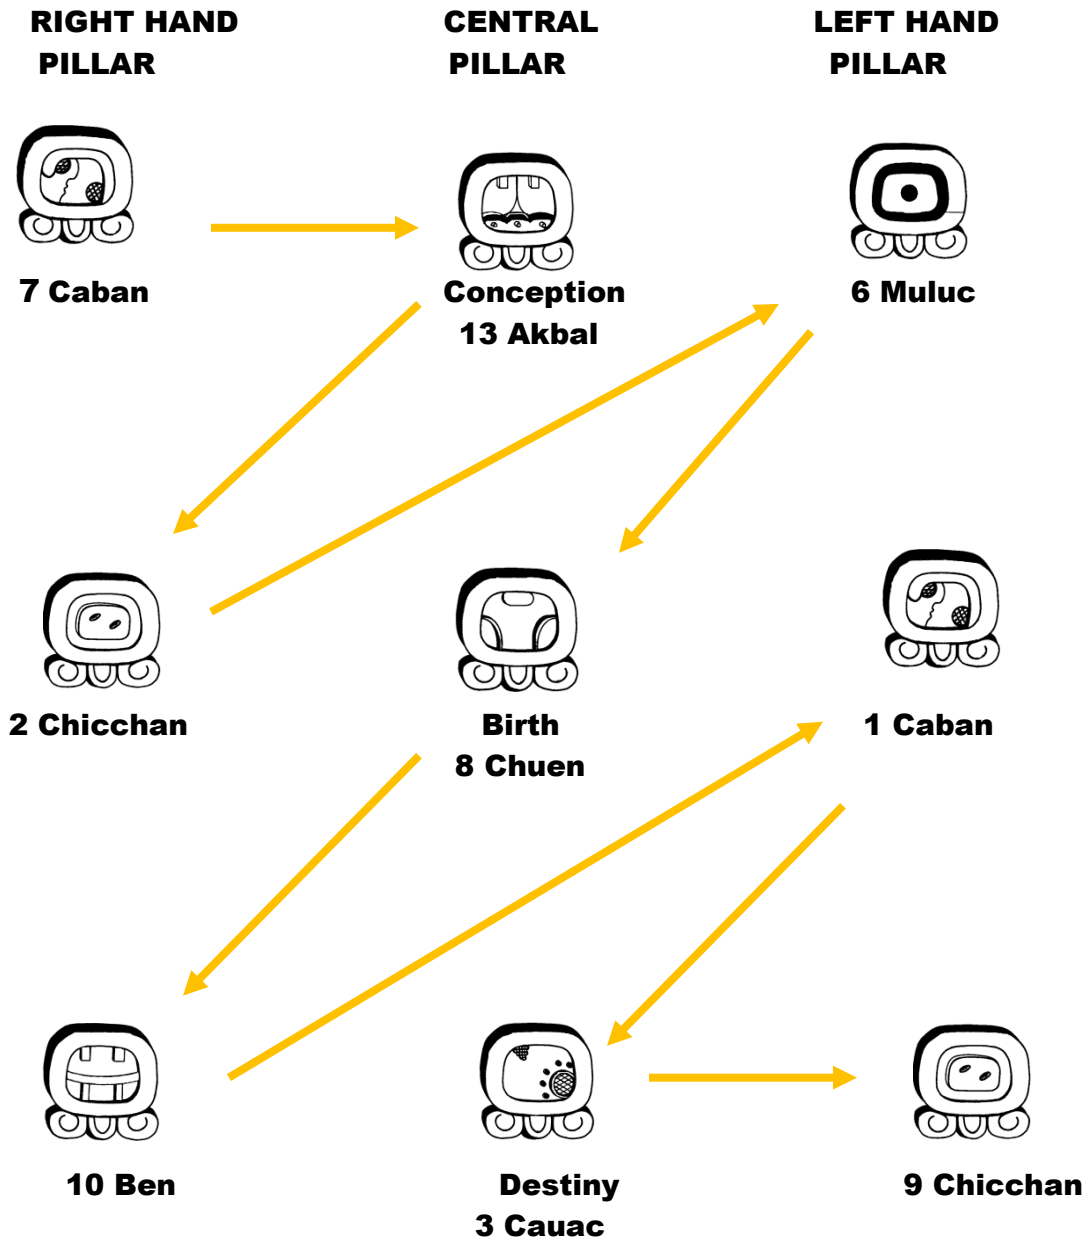 RIGHT HAND
PILLAR
CENTRAL
PILLAR
LEFT HAND
PILLAR
7 Caban
Conception
13 Akbal
6 Muluc
2 Chicchan
Birth
8 Chuen
1 Caban
10 Ben
Destiny
3 Cauac
9 Chicchan